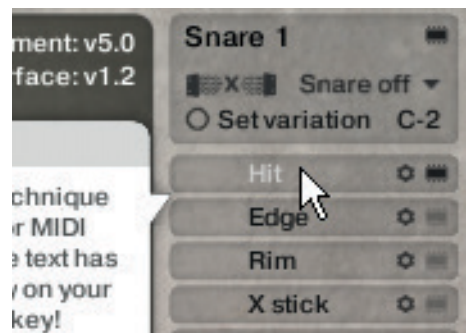 ment: v5.0
face: v1.2
chnique
r MIDI
e text has
y on your
key!
Snare 1
X
Snare off
Set variation C-2
Hit
Edge
Rim
X stick